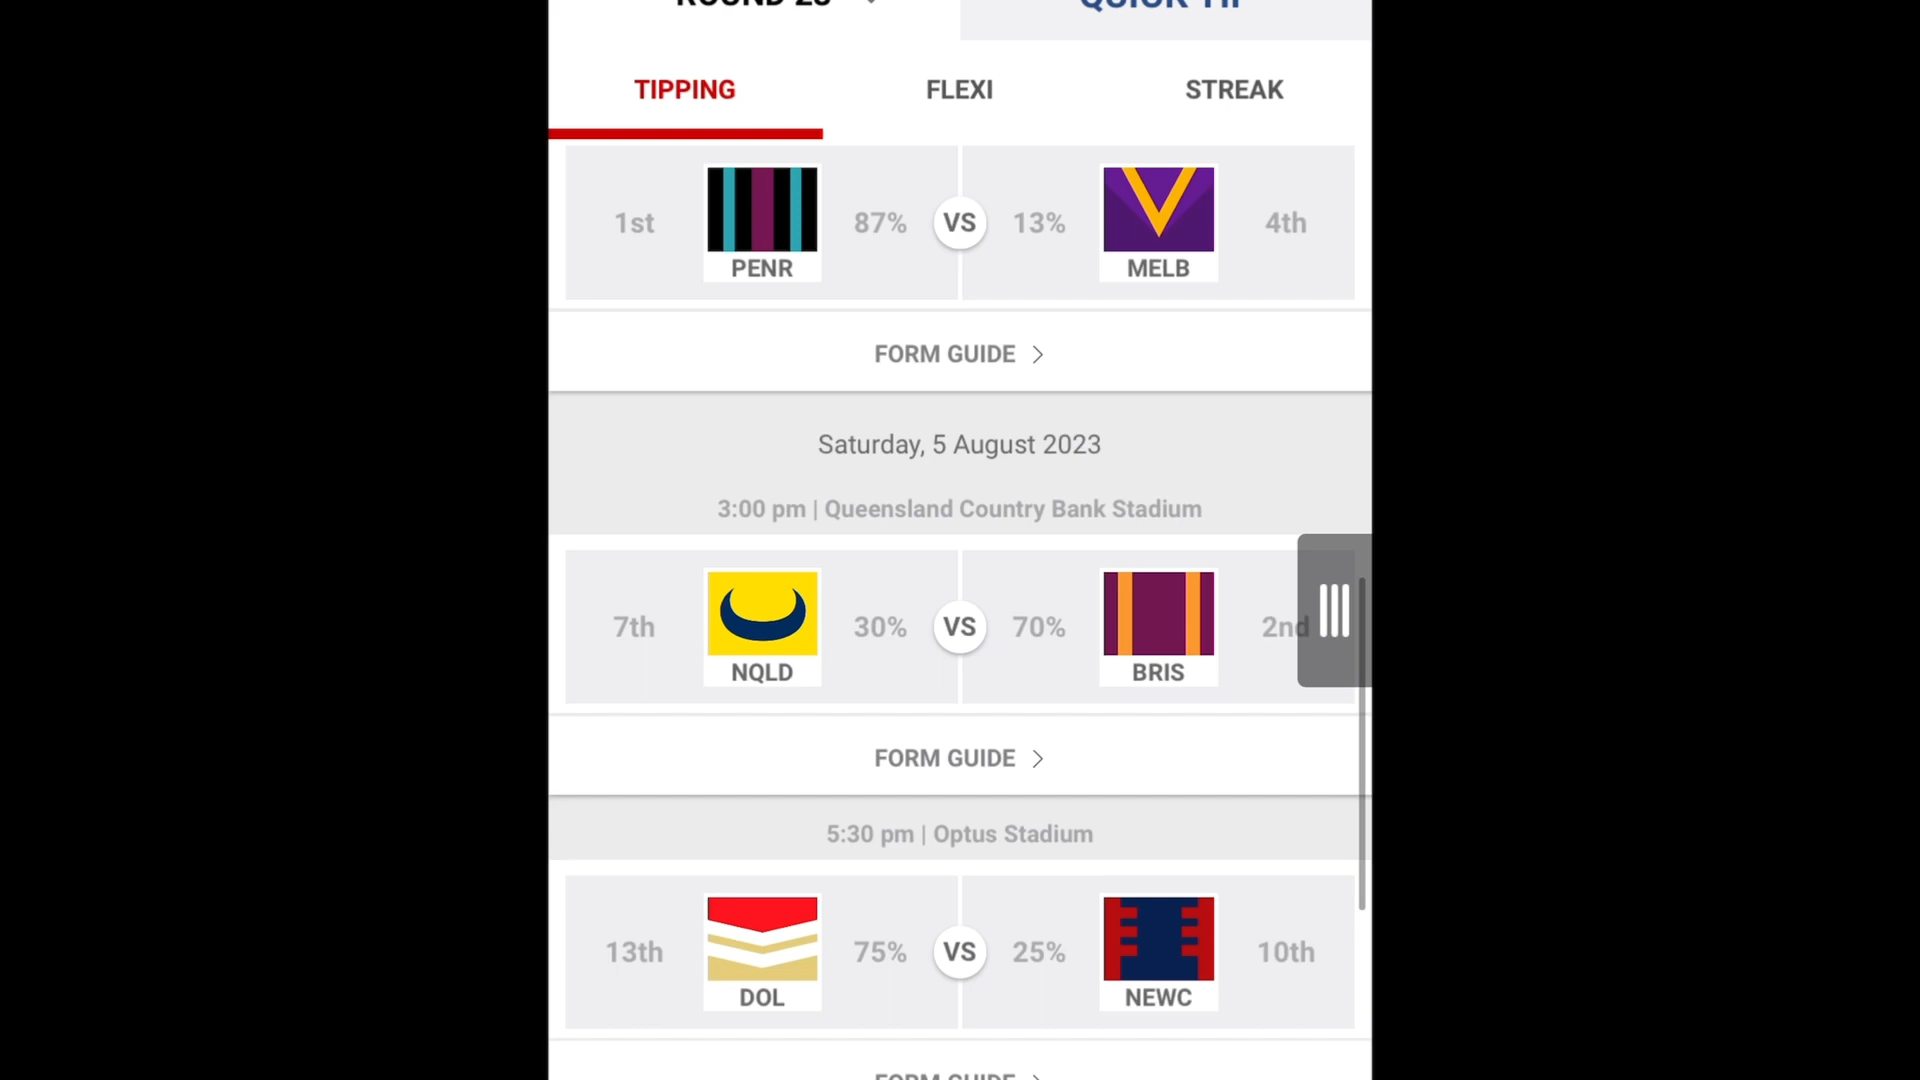 TIPPING FLEXI STREAK
1st 87% VS 13% 4th
PENR MELB
FORM GUIDE
Saturday, 5 August 2023
3:00 pm | Queensland Country Bank Stadium
7th 30% VS 70% 2nd
NQLD BRIS
FORM GUIDE
5:30 pm | Optus Stadium
13th 75% VS 25% 10th
DOL NEWC